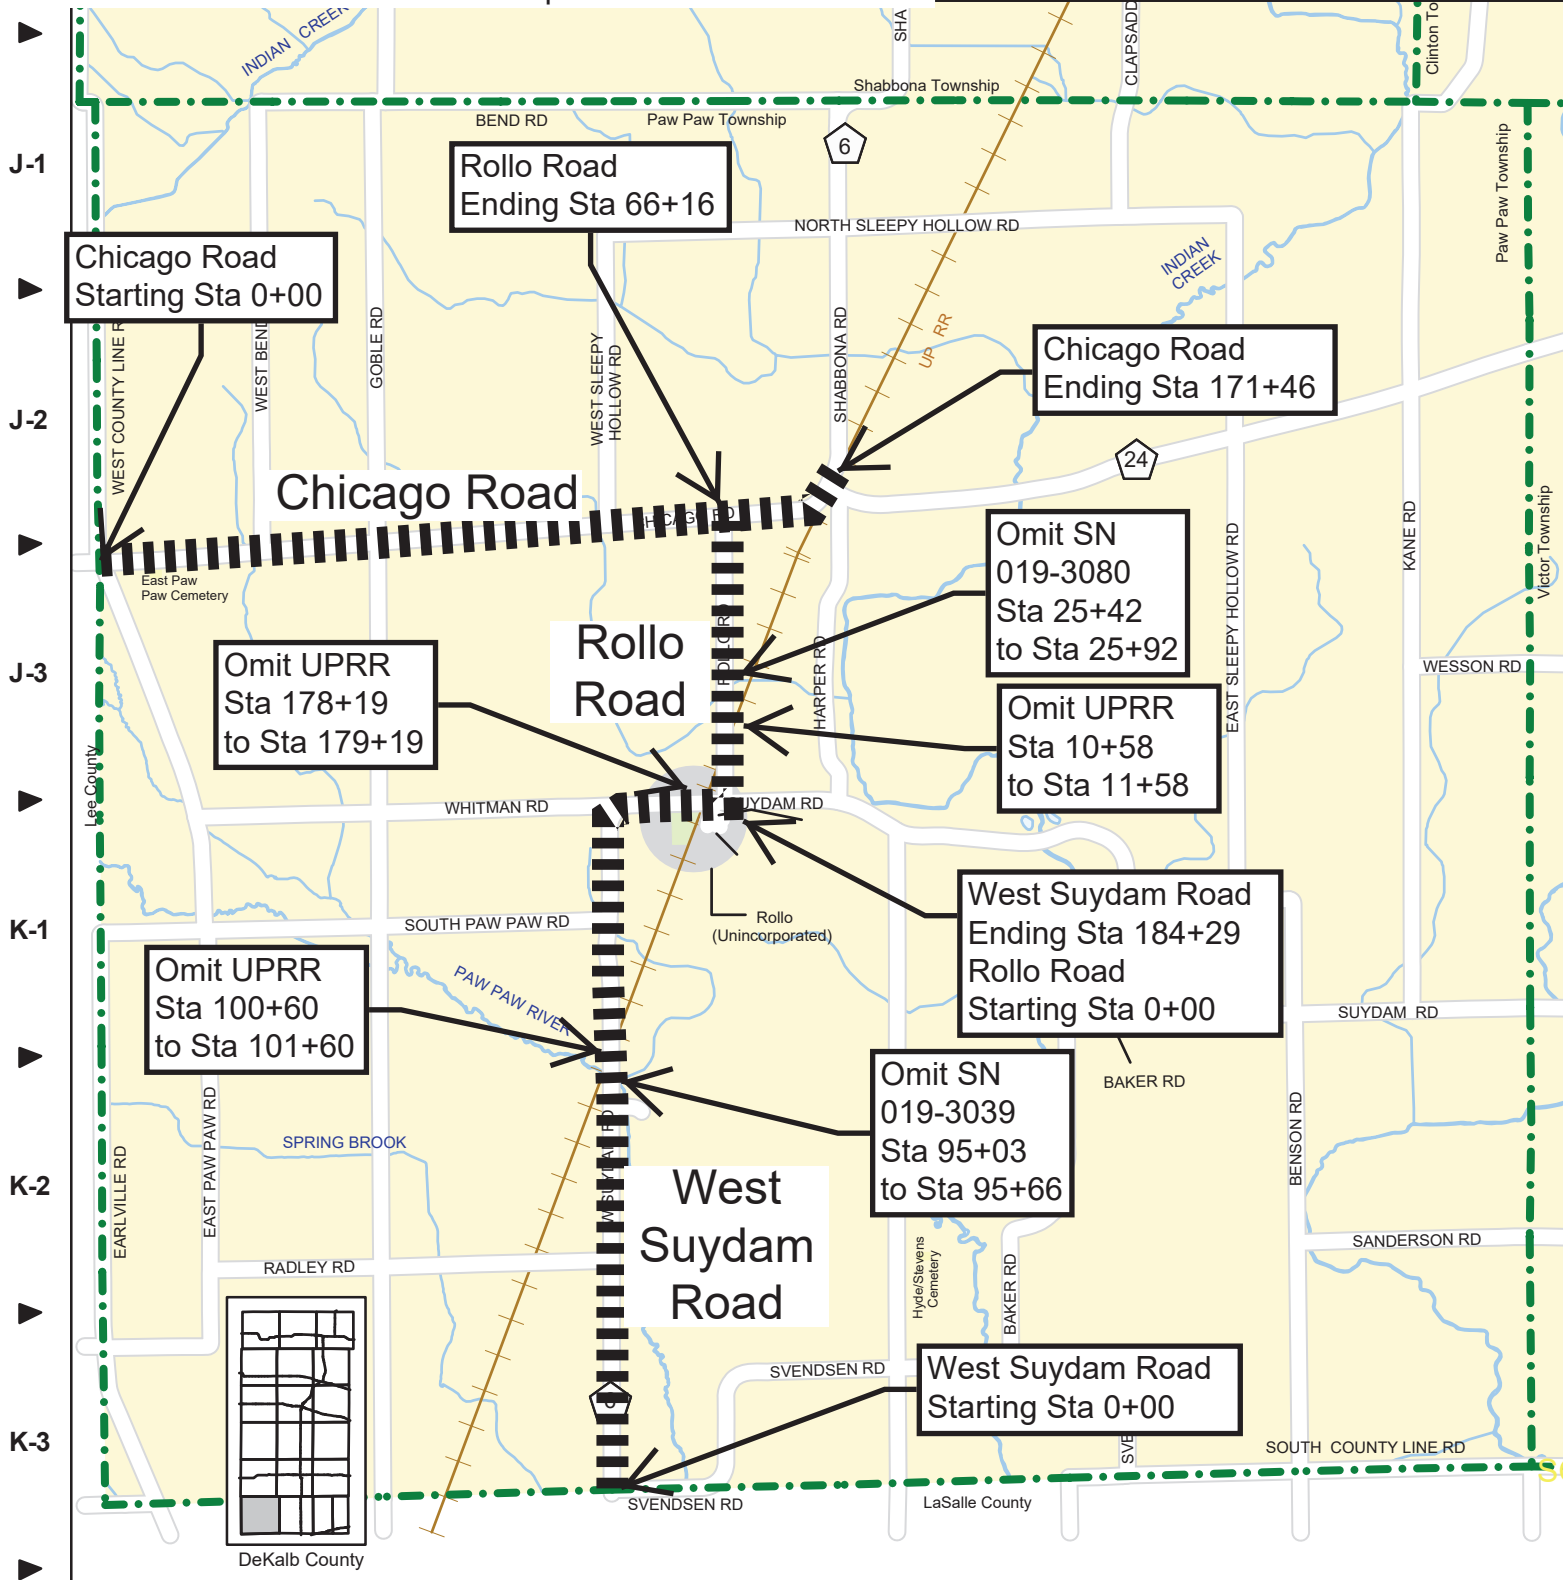 INDIAN CREEK
SHA
CLAPSADD
Clinton To
Shabbona Township
BEND RD
Paw Paw Township
6
J-1
Rollo Road
Ending Sta 66+16
Paw Paw Township
NORTH SLEEPY HOLLOW RD
INDIAN
CREEK
Chicago Road
Starting Sta 0+00
WEST COUNTY LINE R
WEST BEND
GOBLE RD
WEST SLEEPY
HOLLOW RD
SHABBONA RD
UP RR
Chicago Road
Ending Sta 171+46
J-2
24
Chicago Road
CHICAGO RD
KANE RD
Victor Township
East Paw
Paw Cemetery
Omit SN
019-3080
Sta 25+42
to Sta 25+92
EAST SLEEPY HOLLOW RD
Rollo
Road
ROLLO RD
HARPER RD
WESSON RD
J-3
Omit UPRR
Sta 178+19
to Sta 179+19
Omit UPRR
Sta 10+58
to Sta 11+58
Lee County
WHITMAN RD
UYDAM RD
K-1
SOUTH PAW PAW RD
Rollo
(Unincorporated)
West Suydam Road
Ending Sta 184+29
Rollo Road
Starting Sta 0+00
Omit UPRR
Sta 100+60
to Sta 101+60
PAW PAW RIVER
SUYDAM RD
BAKER RD
Omit SN
019-3039
Sta 95+03
to Sta 95+66
SPRING BROOK
EARLVILLE RD
EAST PAW PAW RD
W SUYDAM RD
BENSON RD
K-2
West
Suydam
Road
Hyde/Stevens
Cemetery
BAKER RD
SANDERSON RD
RADLEY RD
SVENDSEN RD
West Suydam Road
Starting Sta 0+00
K-3
SVE
SOUTH COUNTY LINE RD
SVENDSEN RD
LaSalle County
DeKalb County